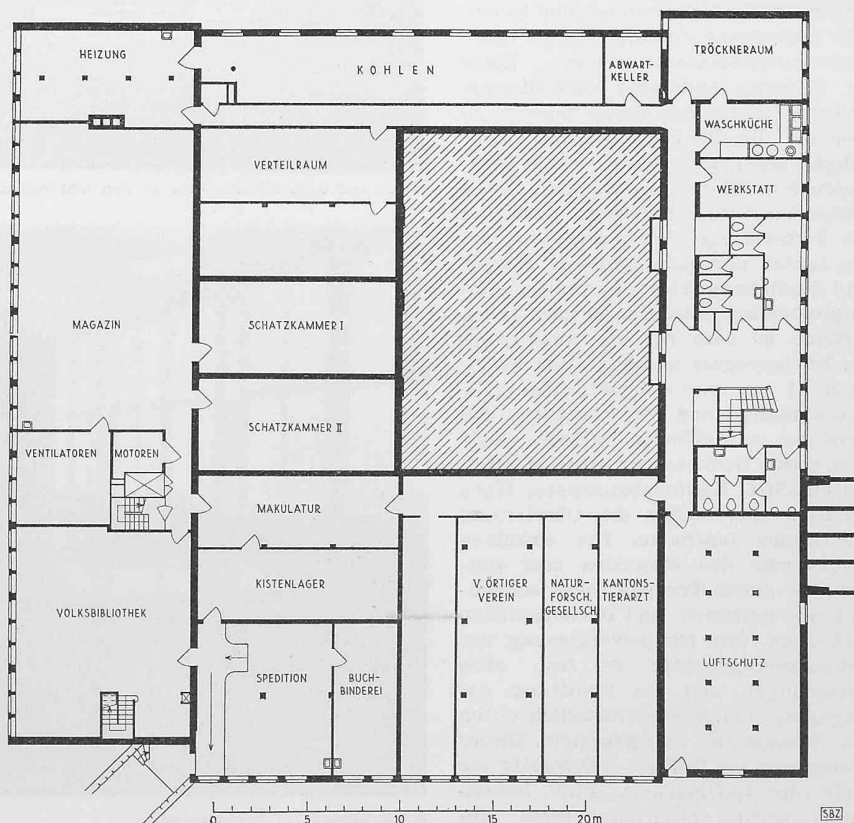 HEIZUNG
KOHLEN
ABWART-
KELLER
TRÖCKNERAUM
WASCHKÜCHE
WERKSTATT
VERTEILRAUM
MAGAZIN
SCHATZKAMMER I
SCHATZKAMMER II
VENTILATOREN
MOTOREN
MAKULATUR
KISTENLAGER
VOLKSBIBLIOTHEK
SPEDITION
BUCH-
BINDEREI
V. ÖRTIGER
VEREIN
NATUR-
FORSCH.
GESELLSCH.
KANTONS-
TIERARZT
LUFTSCHUTZ
0 5 10 15 20 m
SBZ